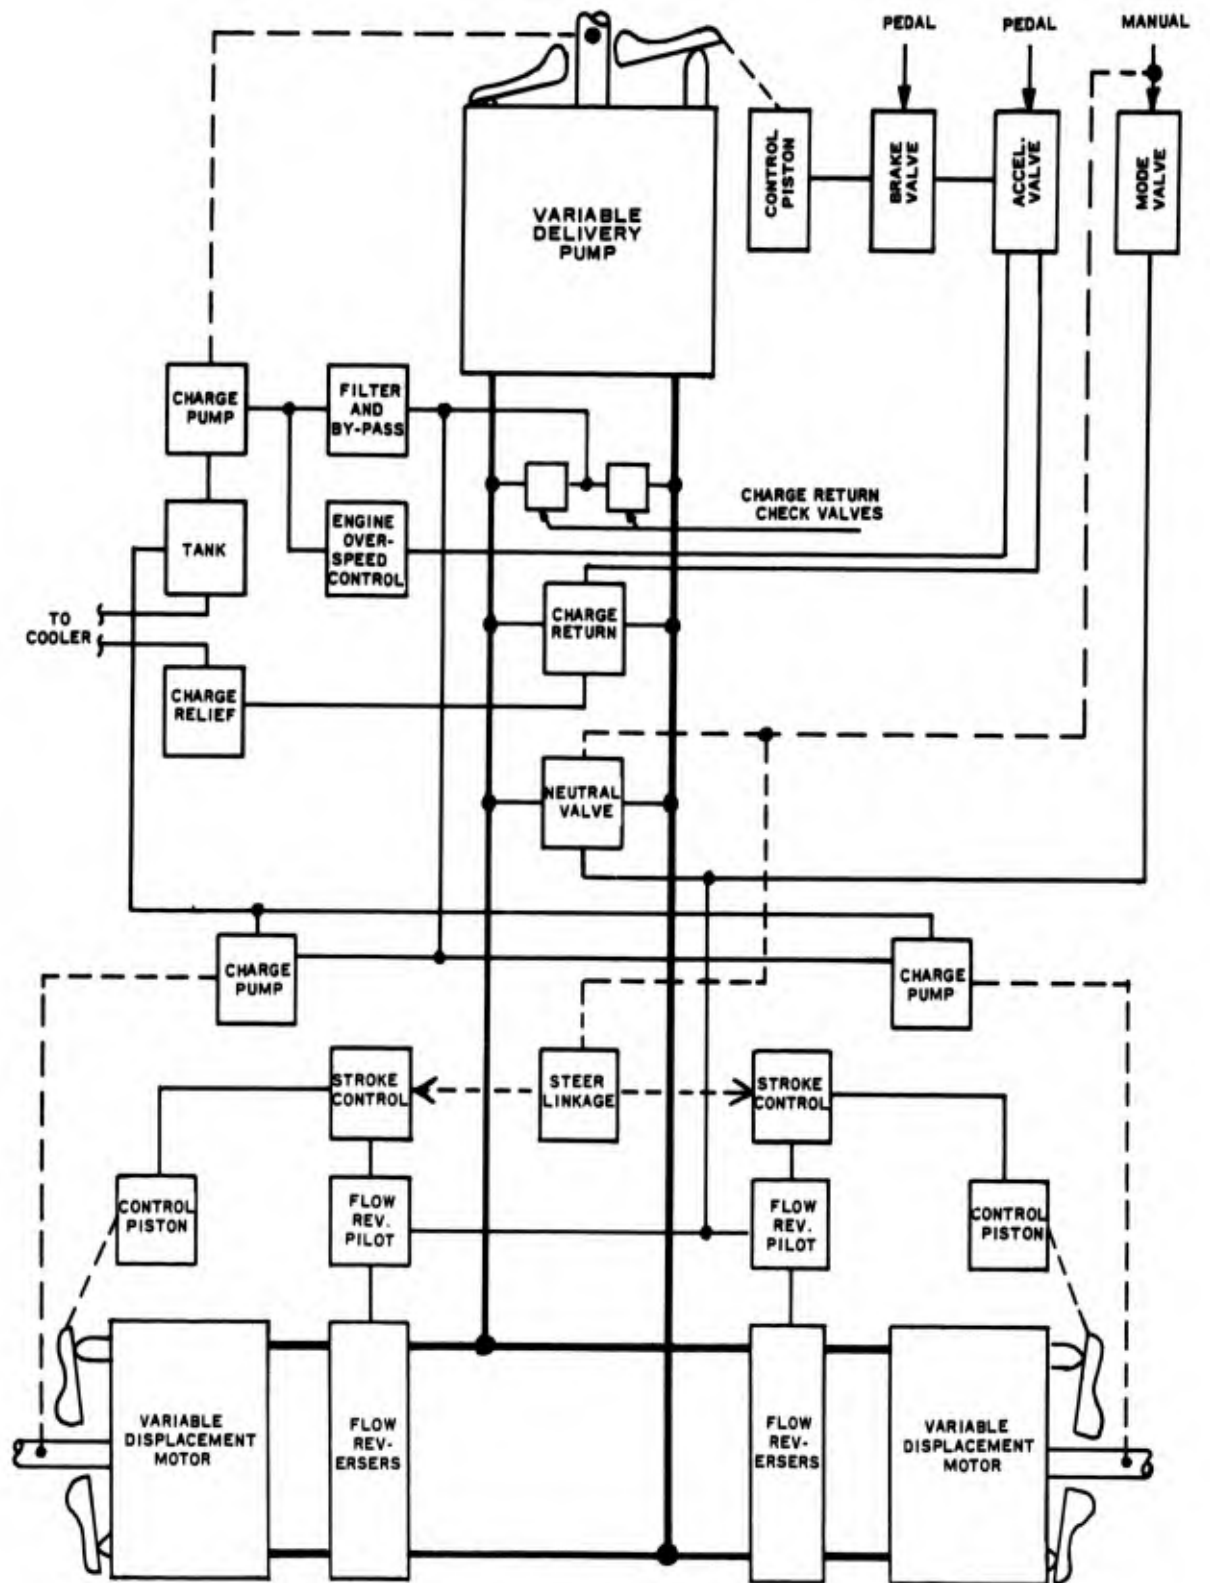 PEDAL
PEDAL
MANUAL
VARIABLE
DELIVERY
PUMP
CONTROL
PISTON
BRAKE
VALVE
ACCEL.
VALVE
MODE
VALVE
CHARGE
PUMP
FILTER
AND
BY-PASS
TANK
ENGINE
OVER-
SPEED
CONTROL
CHARGE RETURN
CHECK VALVES
TO
COOLER
CHARGE
RETURN
CHARGE
RELIEF
NEUTRAL
VALVE
CHARGE
PUMP
CHARGE
PUMP
STROKE
CONTROL
STEER
LINKAGE
STROKE
CONTROL
CONTROL
PISTON
FLOW
REV.
PILOT
FLOW
REV.
PILOT
CONTROL
PISTON
VARIABLE
DISPLACEMENT
MOTOR
FLOW
REV-
ERSERS
FLOW
REV-
ERSERS
VARIABLE
DISPLACEMENT
MOTOR